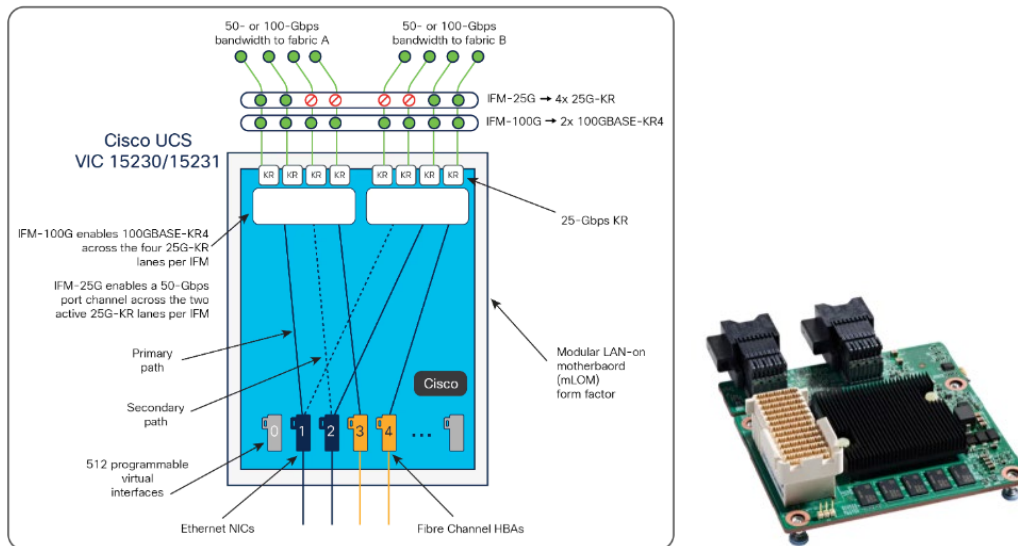 50- or 100-Gbps
bandwidth to fabric A
50- or 100-Gbps
bandwidth to fabric B
IFM-25G → 4x 25G-KR
IFM-100G → 2x 100GBASE-KR4
Cisco UCS
VIC 15230/15231
KR KR KR KR KR KR KR KR
25-Gbps KR
IFM-100G enables 100GBASE-KR4
across the four 25G-KR
lanes per IFM
IFM-25G enables a 50-Gbps
port channel across the two
active 25G-KR lanes per IFM
Primary
path
Secondary
path
Modular LAN-on
motherbaord
(mLOM)
form factor
Cisco
0 1 2 3 4 ...
512 programmable
virtual
interfaces
Ethernet NICs
Fibre Channel HBAs